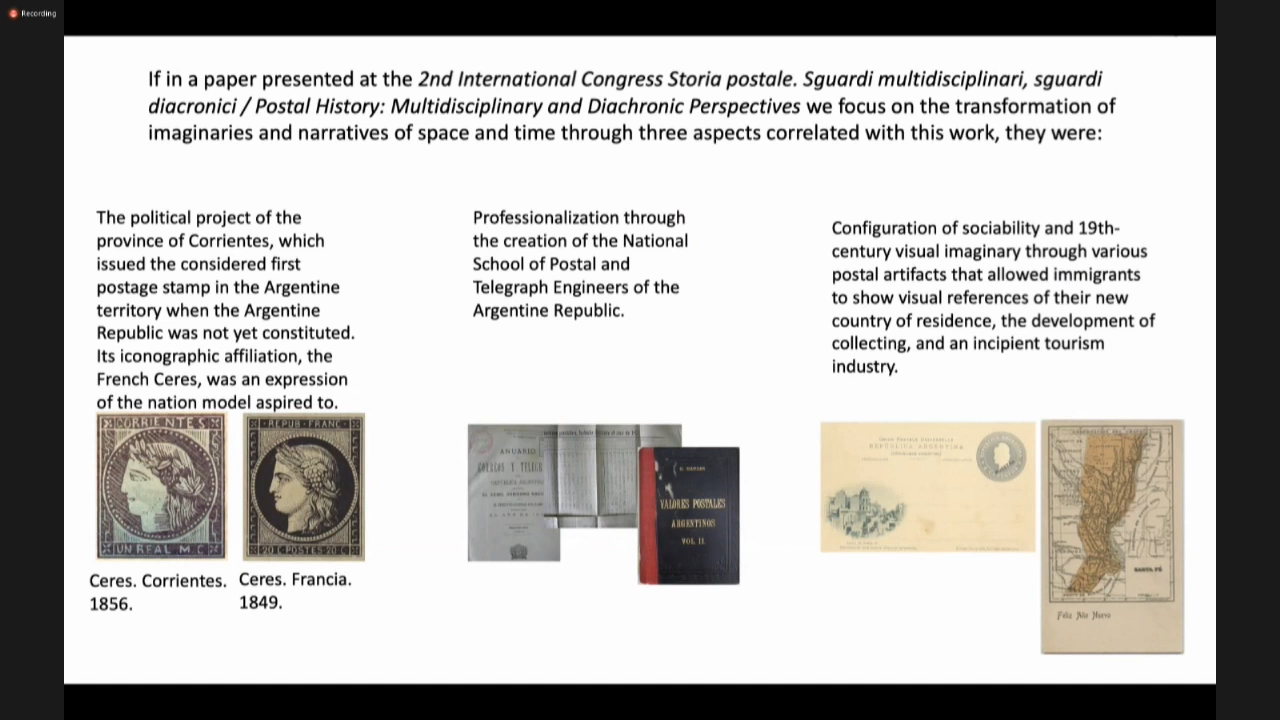 Recording
If in a paper presented at the 2nd International Congress Storia postale. Sguardi multidisciplinari, sguardi
diacronici / Postal History: Multidisciplinary and Diachronic Perspectives we focus on the transformation of
imaginaries and narratives of space and time through three aspects correlated with this work, they were:
The political project of the
province of Corrientes, which
issued the considered first
postage stamp in the Argentine
territory when the Argentine
Republic was not yet constituted.
Its iconographic affiliation, the
French Ceres, was an expression
of the nation model aspired to.
CORRIENTES
UN REAL M C
REPUB FRANC
20 C POSTES 20 C
Ceres. Corrientes.
1856.
Ceres. Francia.
1849.
Professionalization through
the creation of the National
School of Postal and
Telegraph Engineers of the
Argentine Republic.
ANUARIO
VALORES POSTALES
ARGENTINOS
VOL II
Configuration of sociability and 19th-
century visual imaginary through various
postal artifacts that allowed immigrants
to show visual references of their new
country of residence, the development of
collecting, and an incipient tourism
industry.
REPUBLICA ARGENTINA
SANTA FÉ
Feliz Año Nuevo